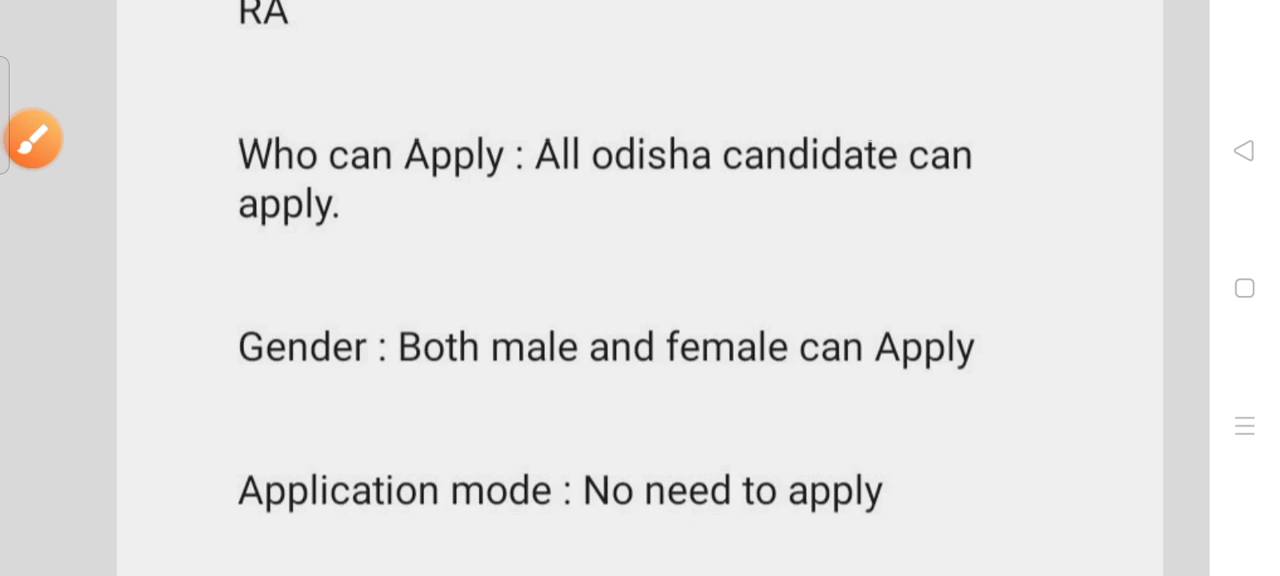 RA
Who can Apply : All odisha candidate can
apply.
Gender : Both male and female can Apply
Application mode : No need to apply